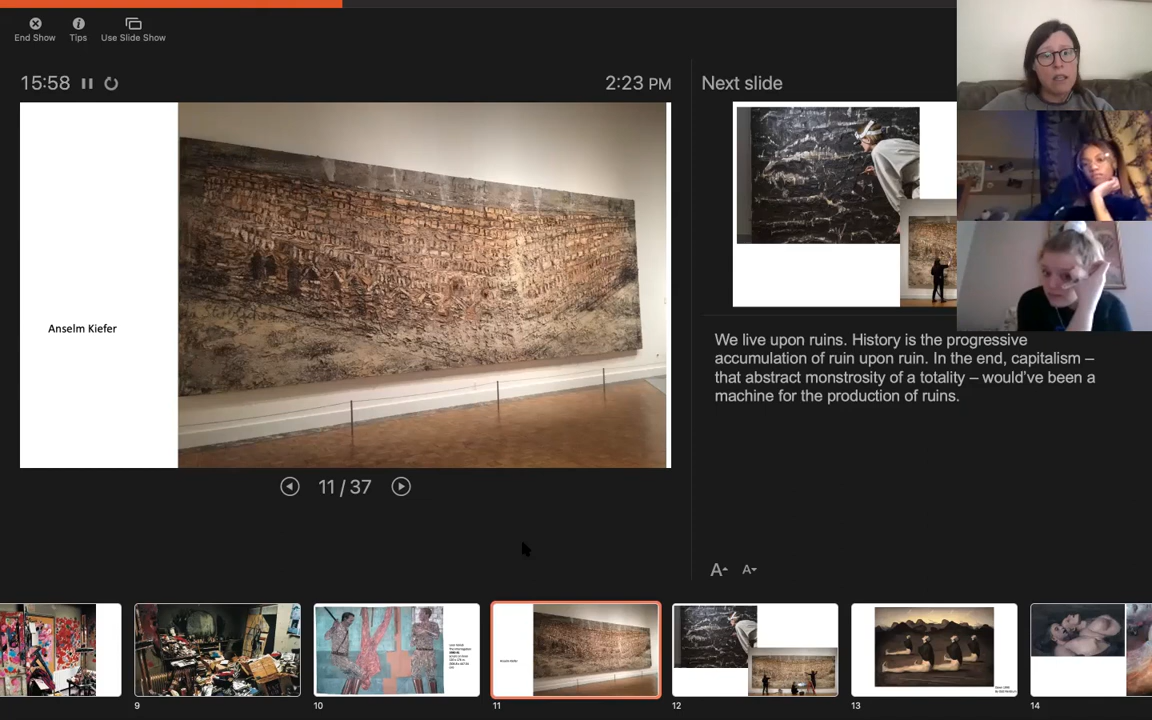 End Show
Tips
Use Slide Show
15:58
2:23 PM
Next slide
Anselm Kiefer
We live upon ruins. History is the progressive
accumulation of ruin upon ruin. In the end, capitalism –
that abstract monstrosity of a totality – would've been a
machine for the production of ruins.
11 / 37
A A
Anselm Kiefer
9
10
11
12
13
14